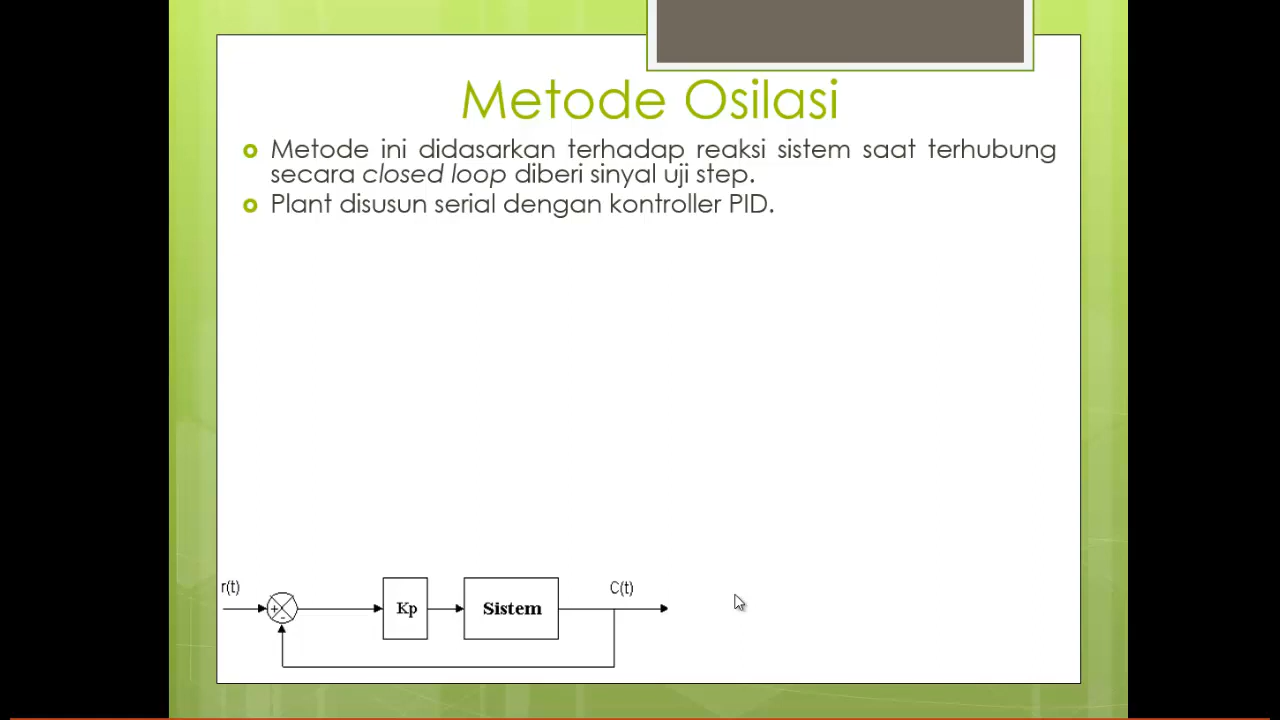 Metode Osilasi
Metode ini didasarkan terhadap reaksi sistem saat terhubung
secara closed loop diberi sinyal uji step.
Plant disusun serial dengan kontroller PID.
r(t)
C(t)
+
-
Kp
Sistem